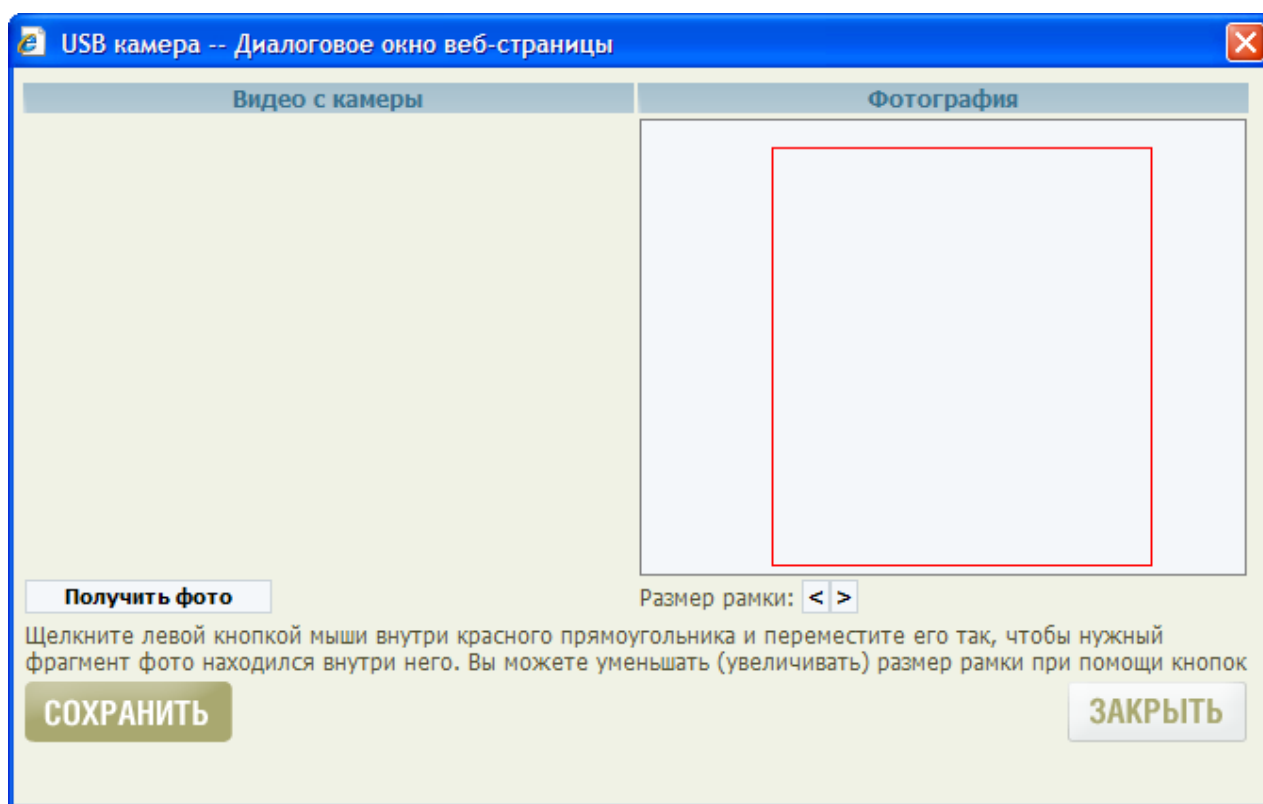 USB камера -- Диалоговое окно веб-страницы
Видео с камеры
Фотография
Получить фото
Размер рамки: < >
Щелкните левой кнопкой мыши внутри красного прямоугольника и переместите его так, чтобы нужный
фрагмент фото находился внутри него. Вы можете уменьшать (увеличивать) размер рамки при помощи кнопок
СОХРАНИТЬ
ЗАКРЫТЬ